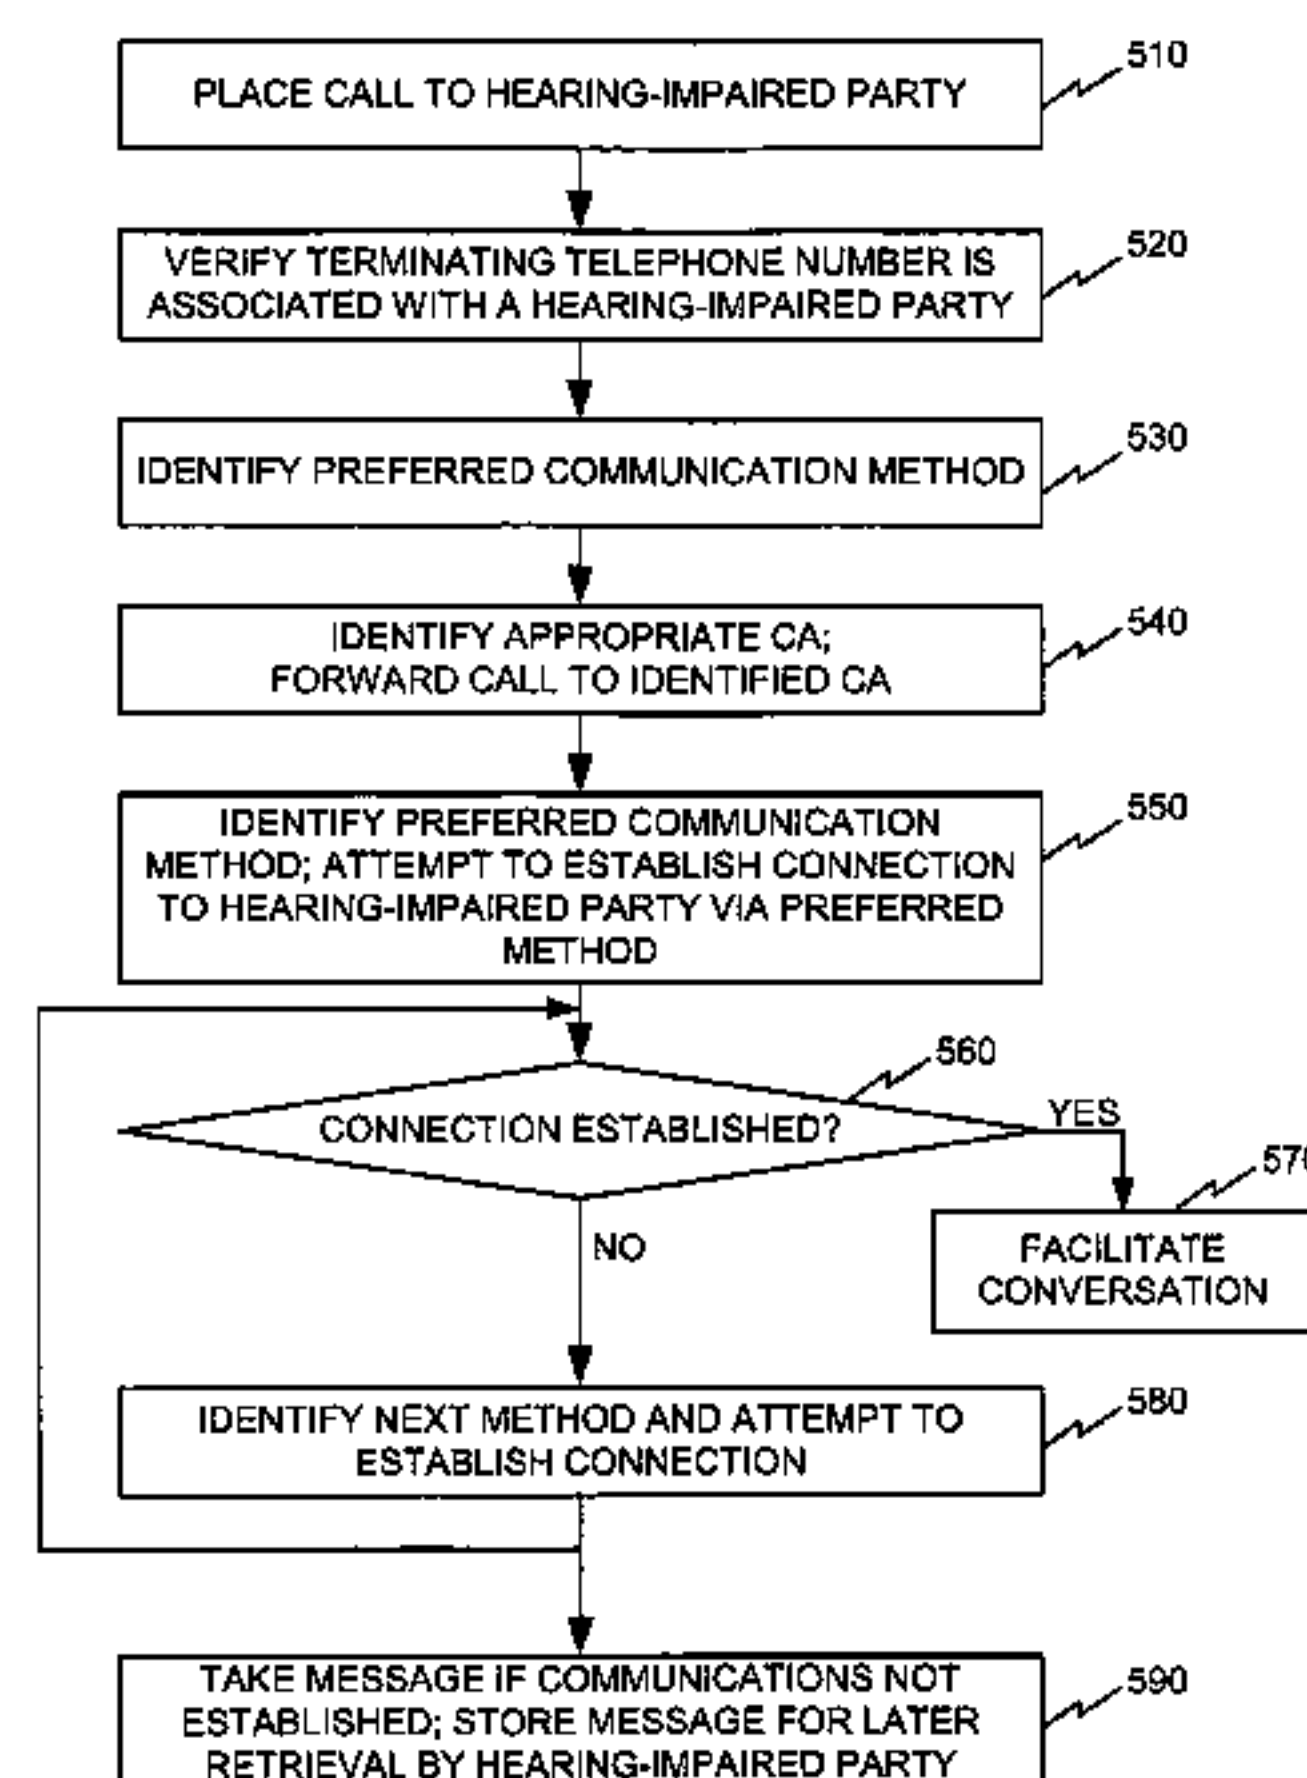 510
PLACE CALL TO HEARING-IMPAIRED PARTY
520
VERIFY TERMINATING TELEPHONE NUMBER IS
ASSOCIATED WITH A HEARING-IMPAIRED PARTY
530
IDENTIFY PREFERRED COMMUNICATION METHOD
540
IDENTIFY APPROPRIATE CA;
FORWARD CALL TO IDENTIFIED CA
550
IDENTIFY PREFERRED COMMUNICATION
METHOD; ATTEMPT TO ESTABLISH CONNECTION
TO HEARING-IMPAIRED PARTY VIA PREFERRED
METHOD
560
CONNECTION ESTABLISHED?
YES
570
FACILITATE
CONVERSATION
NO
580
IDENTIFY NEXT METHOD AND ATTEMPT TO
ESTABLISH CONNECTION
590
TAKE MESSAGE IF COMMUNICATIONS NOT
ESTABLISHED; STORE MESSAGE FOR LATER
RETRIEVAL BY HEARING-IMPAIRED PARTY